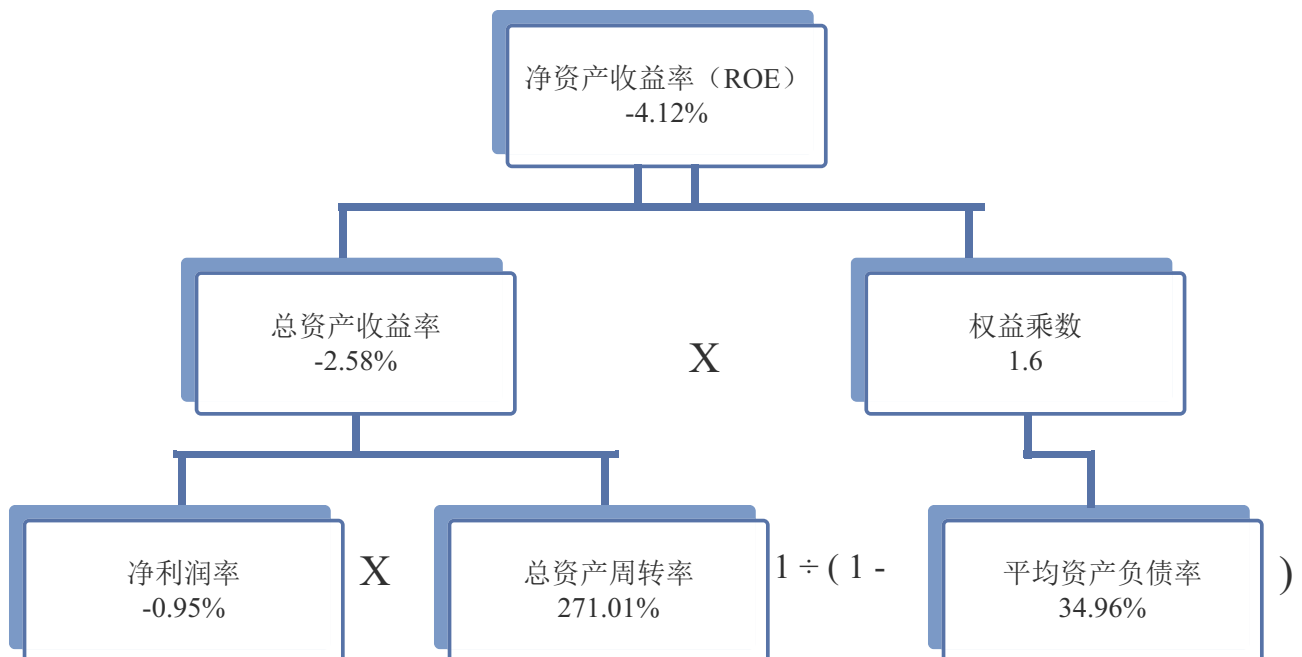 净资产收益率（ROE）
-4.12%
总资产收益率
-2.58%
X
权益乘数
1.6
净利润率
-0.95%
X
总资产周转率
271.01%
1 ÷ ( 1 -
平均资产负债率
34.96%
)